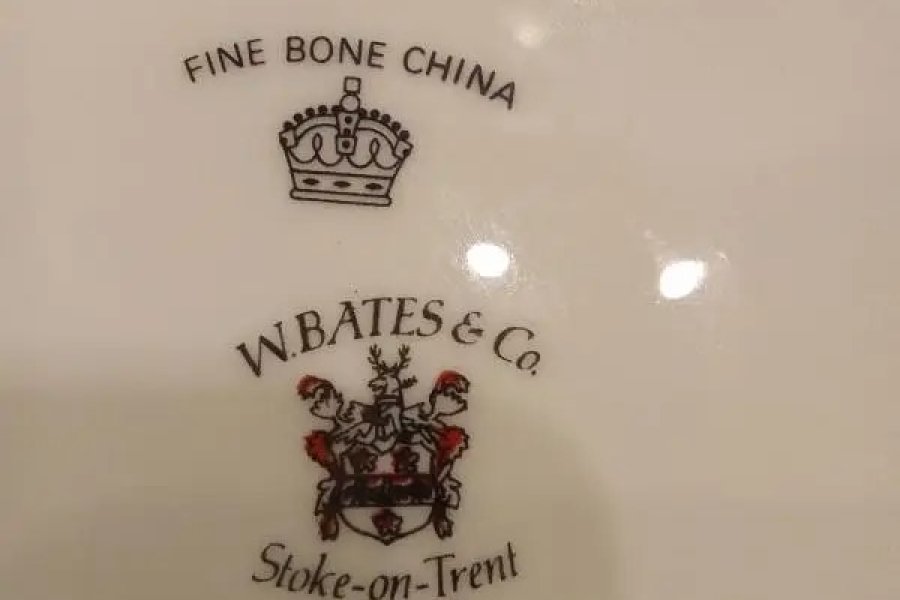 FINE BONE CHINA
W.BATES & Co.
Stoke-on-Trent